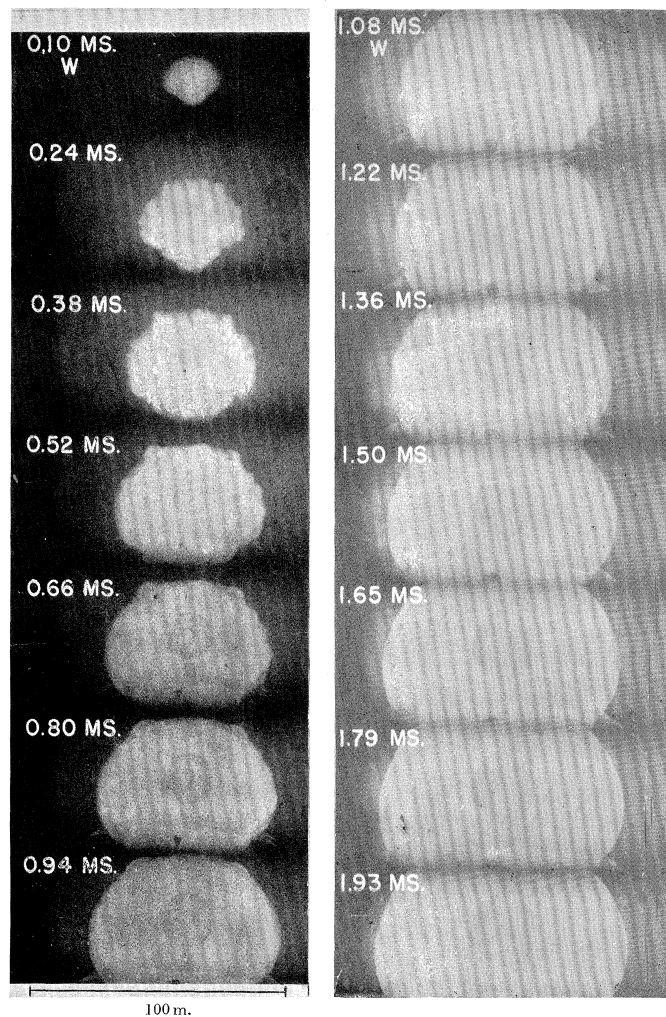 0.10 MS.
W
0.24 MS.
0.38 MS.
0.52 MS.
0.66 MS.
0.80 MS.
0.94 MS.
100 m.
1.08 MS.
W
1.22 MS.
1.36 MS.
1.50 MS.
1.65 MS.
1.79 MS.
1.93 MS.